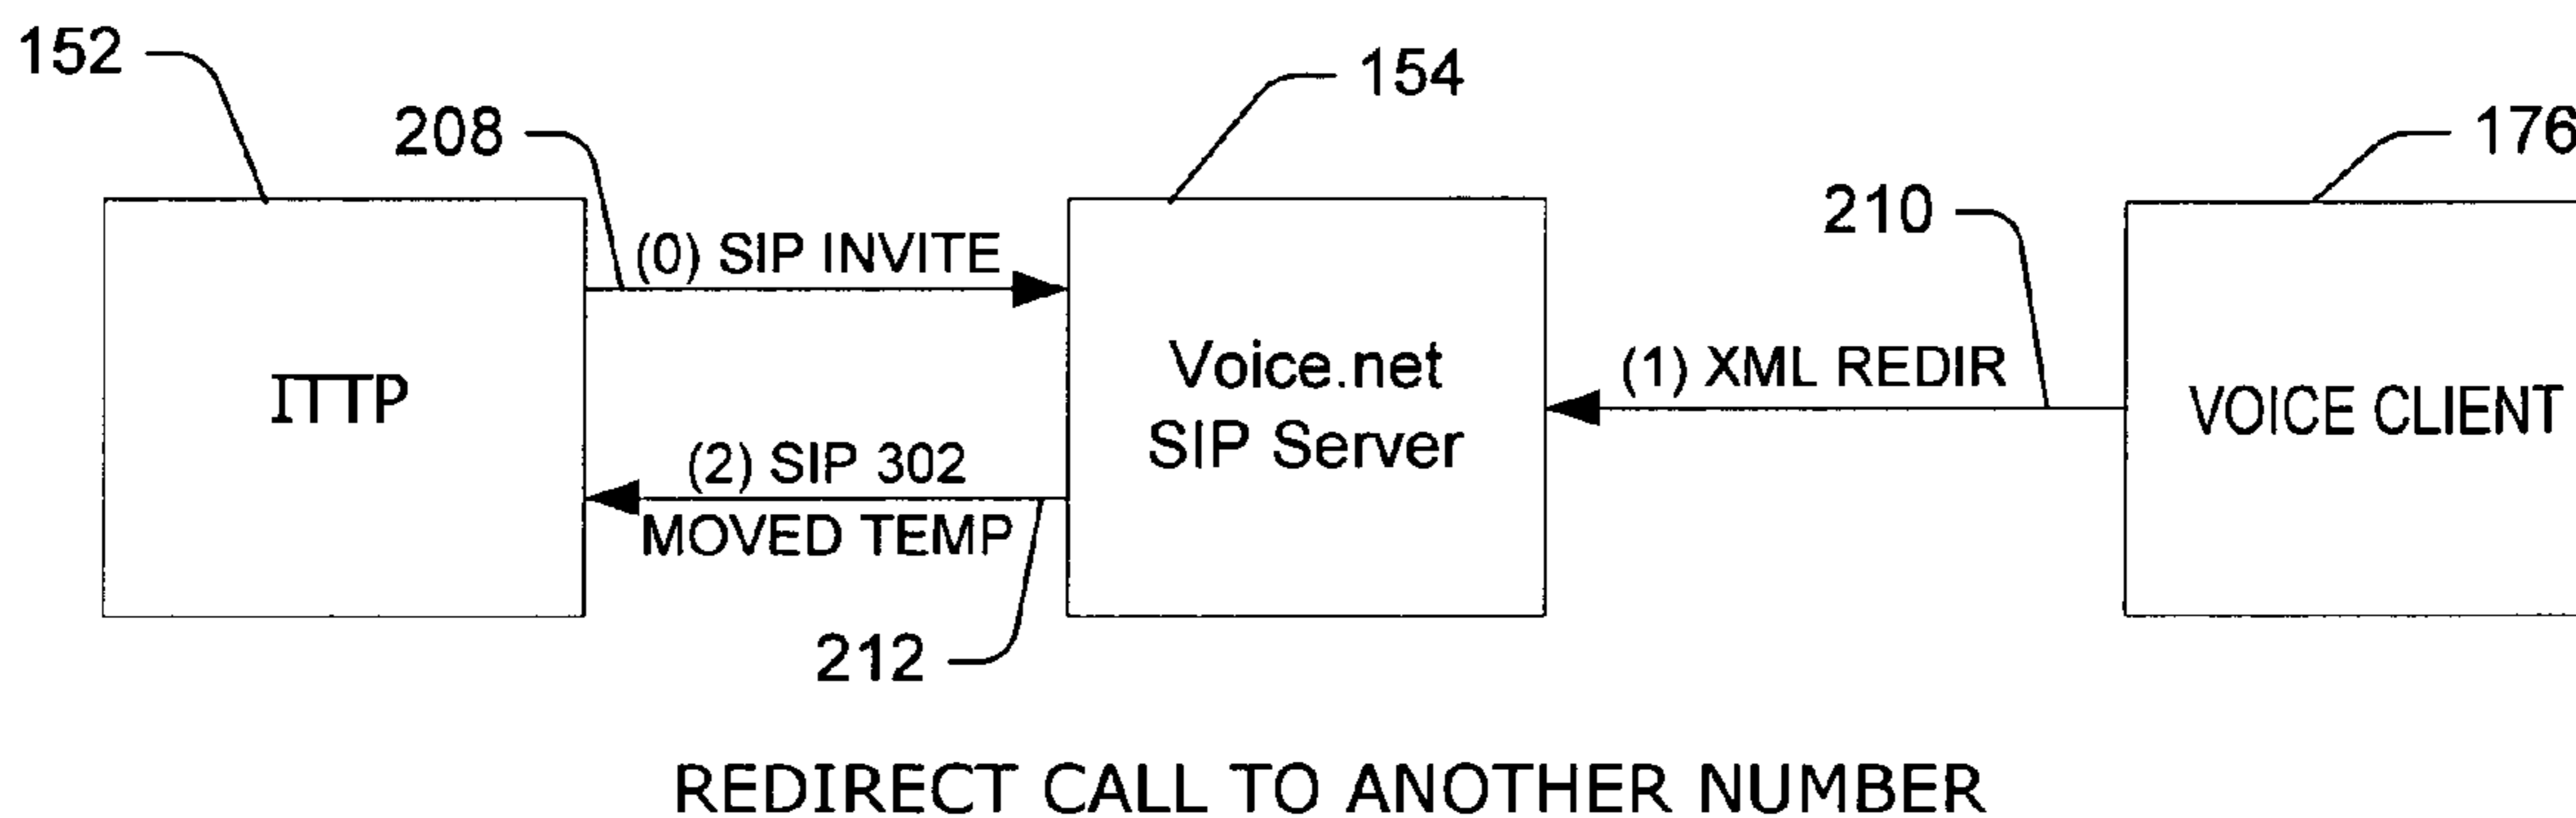 152
154
208
176
210
(0) SIP INVITE
ITTP
Voice.net
SIP Server
(1) XML REDIR
VOICE CLIENT
(2) SIP 302
MOVED TEMP
212
REDIRECT CALL TO ANOTHER NUMBER